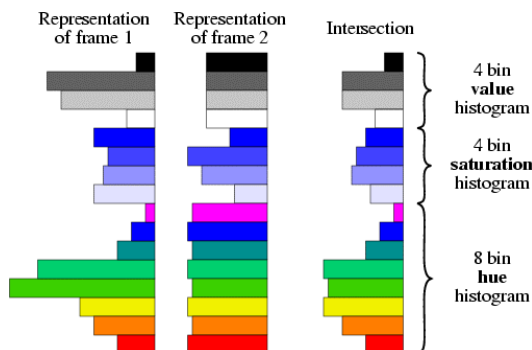 Representation
of frame 1
Representation
of frame 2
Intersection
4 bin
value
histogram
4 bin
saturation
histogram
8 bin
hue
histogram